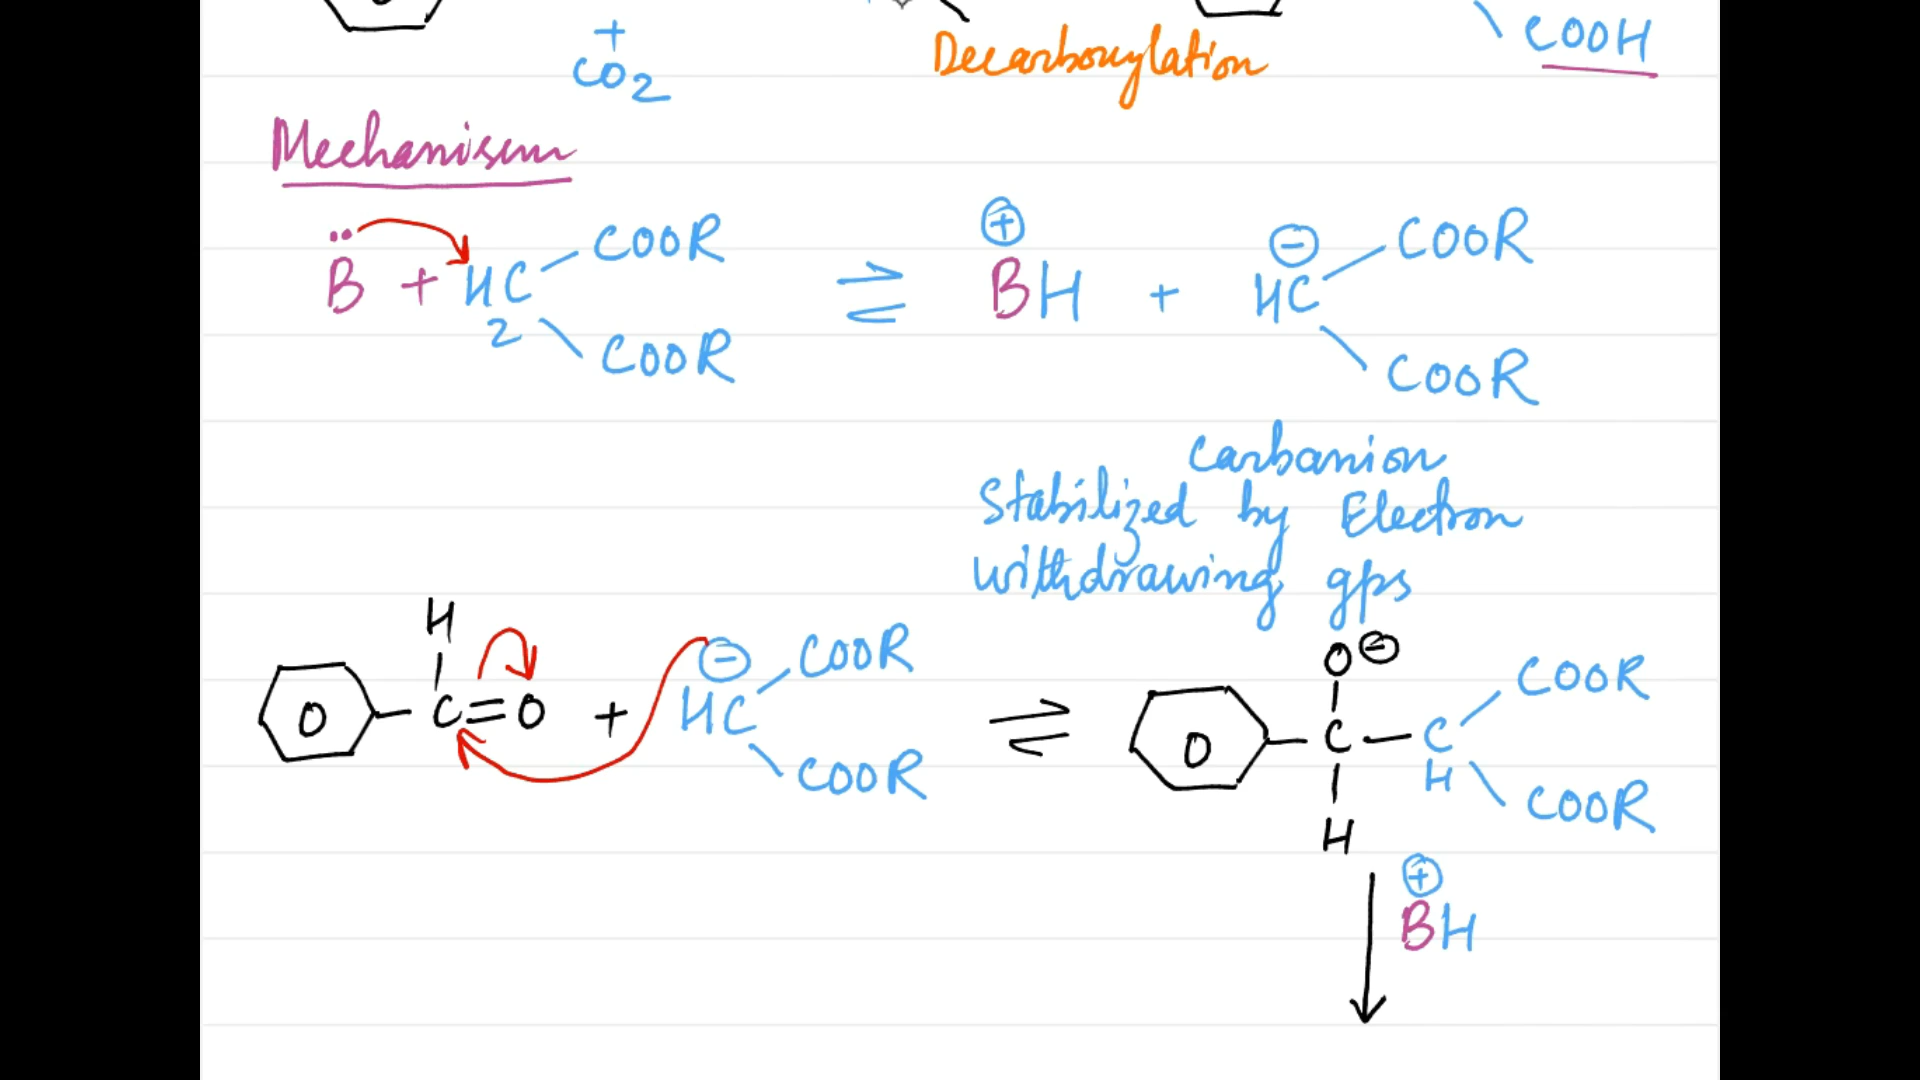 + COOH
CO2 Decarboxylation
Mechanisem
⊕ ⊖
COOR COOR
B + H2C ⇌ BH + HC
COOR COOR
Carbanion
Stabilized by Electron
withdrawing gps
H O⊖
⊖ COOR COOR
O C=O + HC ⇌ O C – C
COOR H COOR
H
⊕
BH